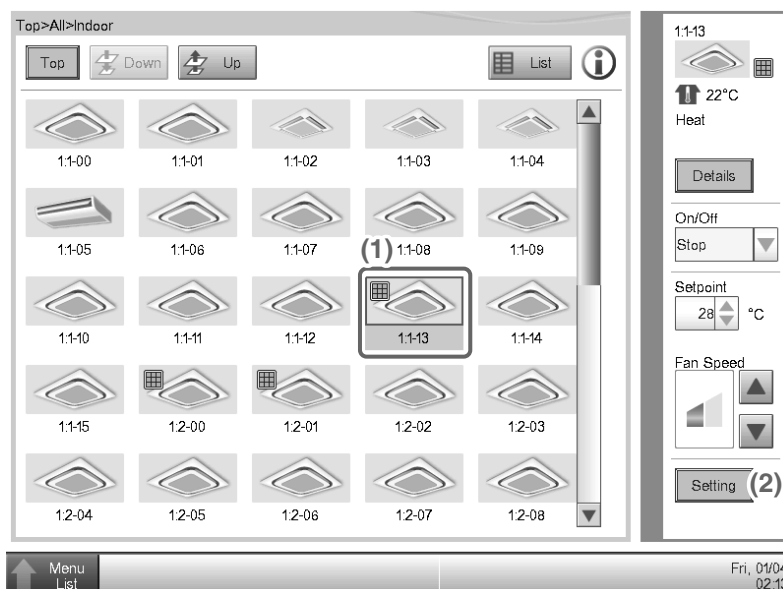 Top>All>Indoor
Top
Down
Up
List
1:1-00 1:1-01 1:1-02 1:1-03 1:1-04
1:1-05 1:1-06 1:1-07 (1) 1:1-08 1:1-09
1:1-10 1:1-11 1:1-12 1:1-13 1:1-14
1:1-15 1:2-00 1:2-01 1:2-02 1:2-03
1:2-04 1:2-05 1:2-06 1:2-07 1:2-08
1:1-13
22°C
Heat
Details
On/Off
Stop
Setpoint
28 °C
Fan Speed
Setting (2)
Menu
List
Fri, 01/04
02:13